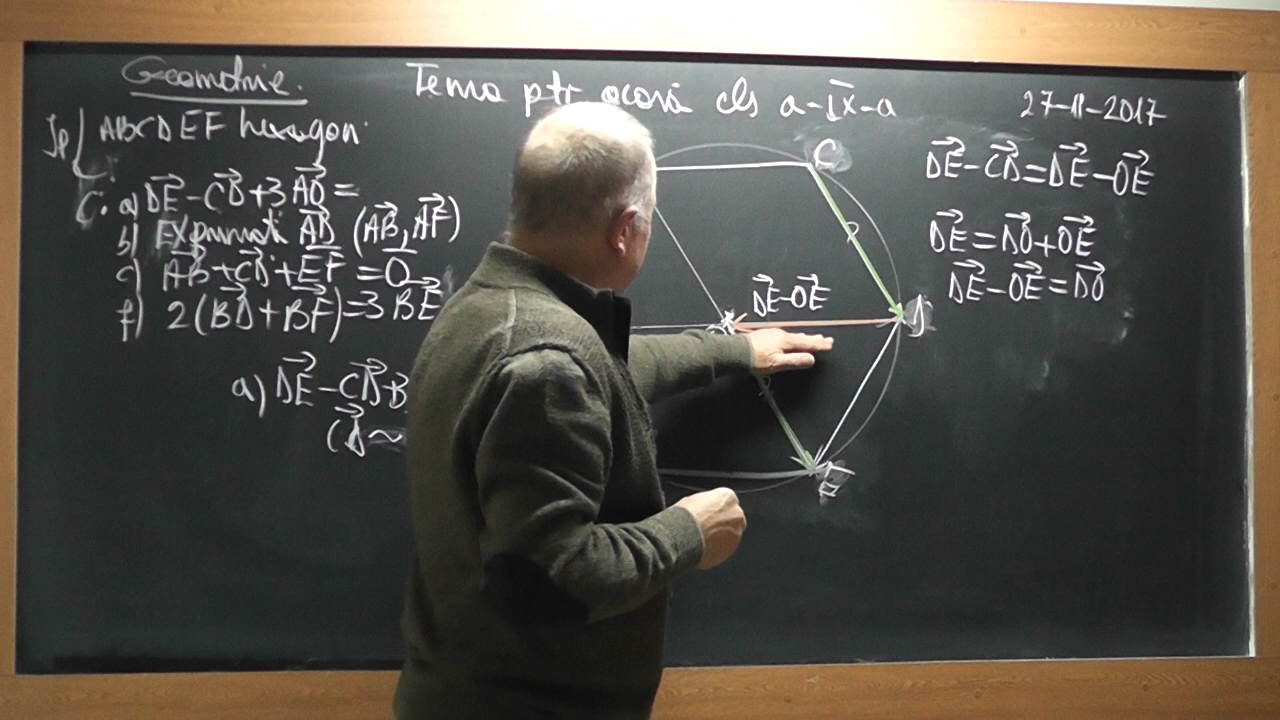 Geometrie. Tema ptr acasă cls a-IX-a 27-11-2017
Ip { ABCDEF hexagon.
C: a) DE⃗ - CD⃗ + 3 AO⃗ =
b) Exprimati AD⃗ (AB⃗, AF⃗)
c) AB⃗ + CD⃗ + EF⃗ = 0⃗
f) 2(BD⃗ + BF⃗) = 3 BE⃗
a) DE⃗ - CD⃗ + 
CD⃗ ~
C
DE⃗ - OE⃗
D
E
DE⃗ - CD⃗ = DE⃗ - OE⃗
DE⃗ = DO⃗ + OE⃗
DE⃗ - OE⃗ = DO⃗